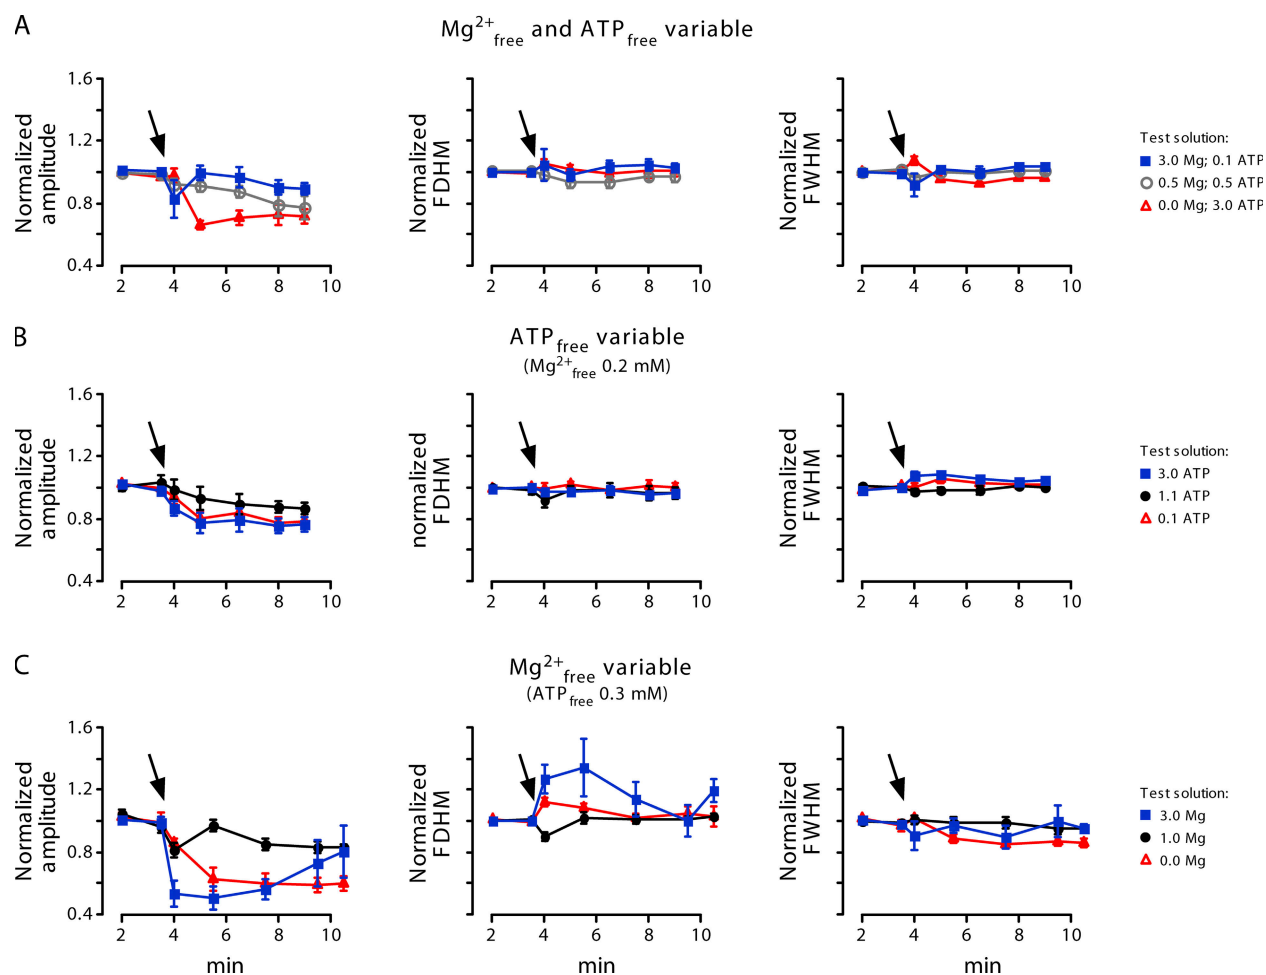 A
Mg²⁺free and ATPfree variable
1.6
1.2
0.8
0.4
Normalized
amplitude
2 4 6 8 10
Normalized
FDHM
2 4 6 8 10
Normalized
FWHM
2 4 6 8 10
Test solution:
3.0 Mg; 0.1 ATP
0.5 Mg; 0.5 ATP
0.0 Mg; 3.0 ATP
B
ATPfree variable
(Mg²⁺free 0.2 mM)
1.6
1.2
0.8
0.4
Normalized
amplitude
2 4 6 8 10
normalized
FDHM
2 4 6 8 10
Normalized
FWHM
2 4 6 8 10
Test solution:
3.0 ATP
1.1 ATP
0.1 ATP
C
Mg²⁺free variable
(ATPfree 0.3 mM)
1.6
1.2
0.8
0.4
Normalized
amplitude
2 4 6 8 10
min
Normalized
FDHM
2 4 6 8 10
min
Normalized
FWHM
2 4 6 8 10
min
Test solution:
3.0 Mg
1.0 Mg
0.0 Mg